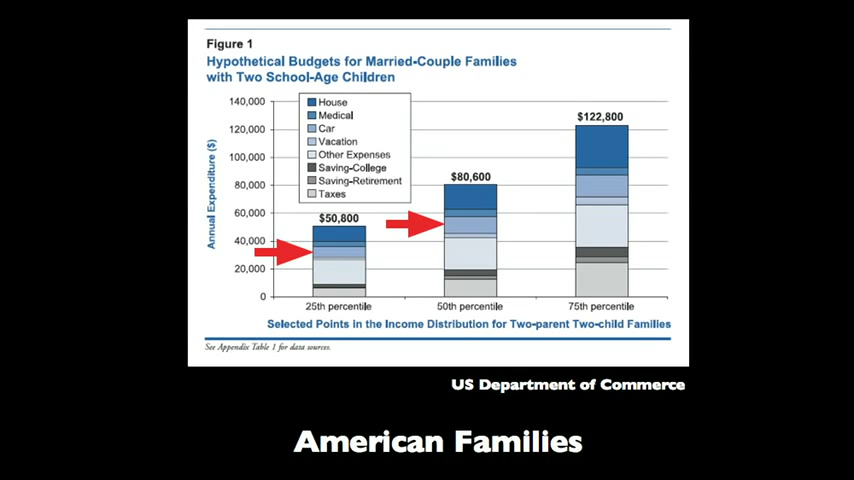 Figure 1
Hypothetical Budgets for Married-Couple Families
with Two School-Age Children
140,000
120,000
100,000
80,000
60,000
40,000
20,000
0
Annual Expenditure ($)
House
Medical
Car
Vacation
Other Expenses
Saving-College
Saving-Retirement
Taxes
$50,800
$80,600
$122,800
25th percentile
50th percentile
75th percentile
Selected Points in the Income Distribution for Two-parent Two-child Families
See Appendix Table 1 for data sources.
US Department of Commerce
American Families